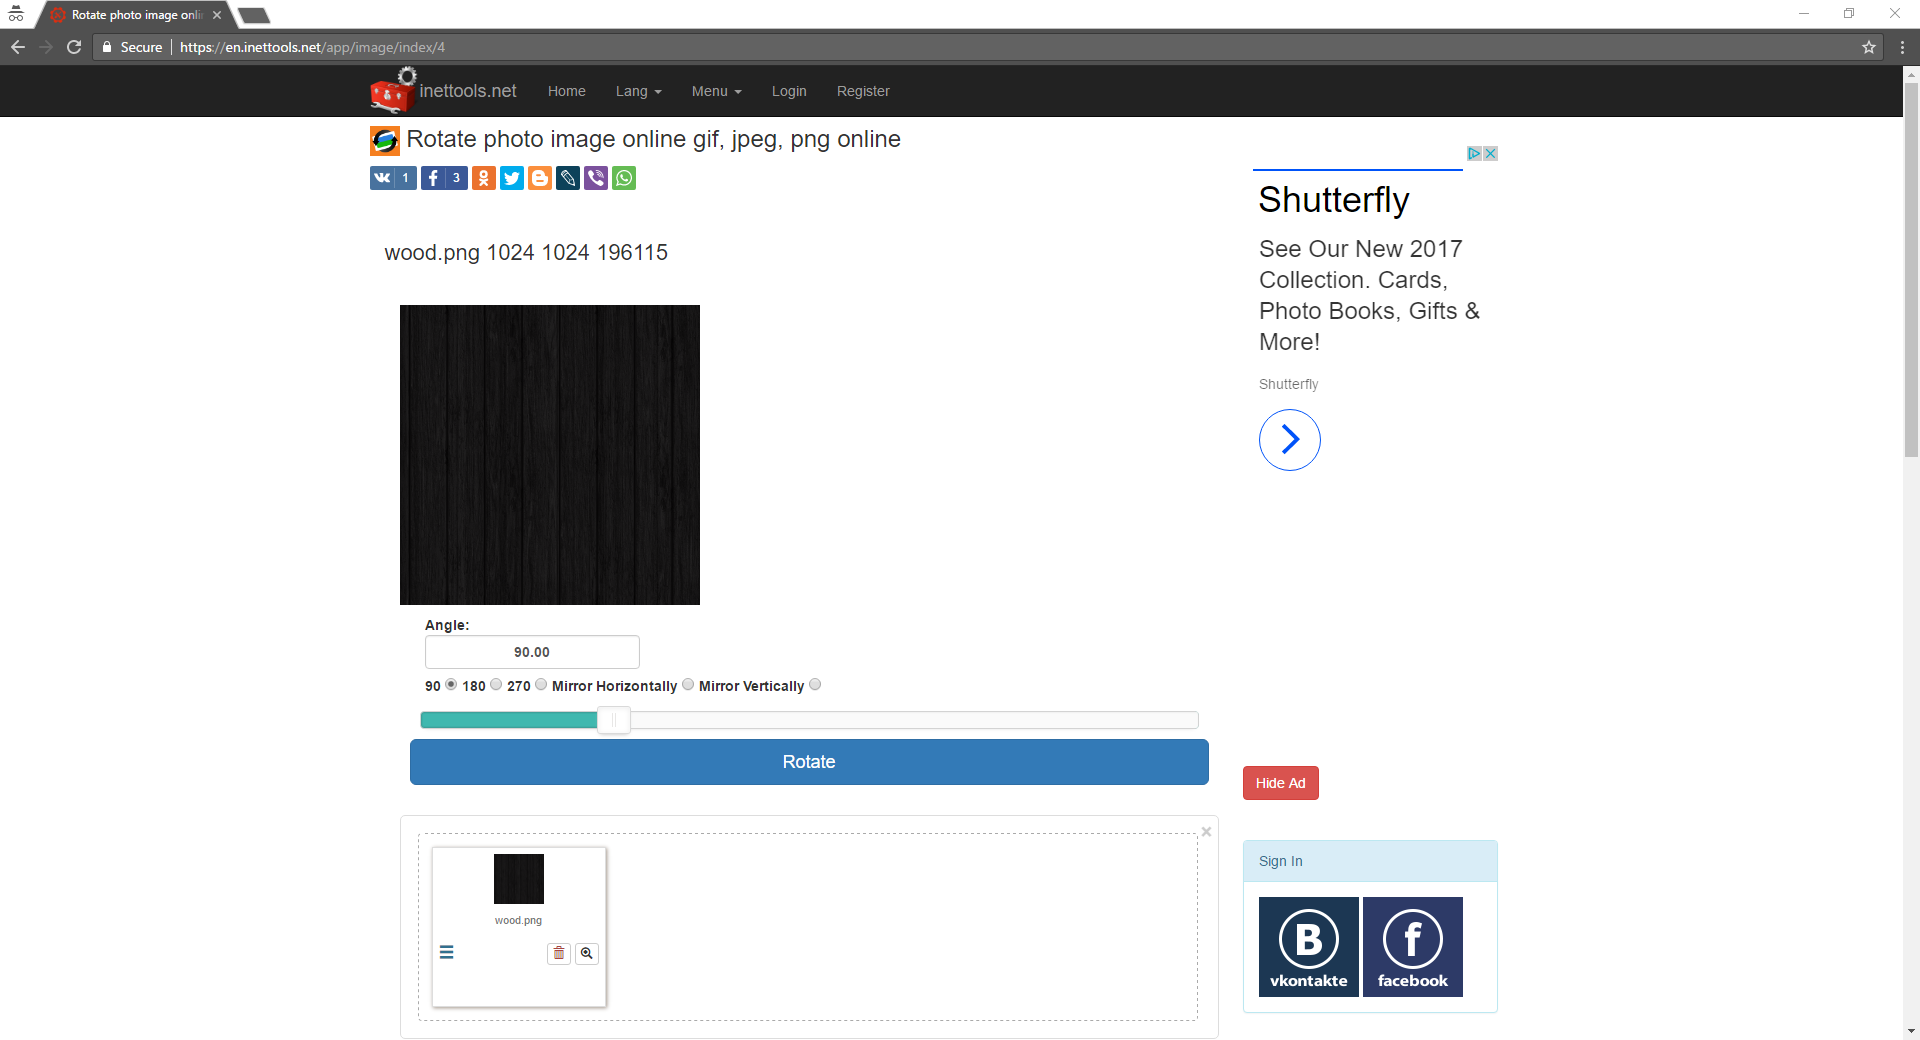 Rotate photo image onli
Secure https://en.inettools.net/app/image/index/4
inettools.net Home Lang Menu Login Register
Rotate photo image online gif, jpeg, png online
1 3
wood.png 1024 1024 196115
Angle:
90.00
90 180 270 Mirror Horizontally Mirror Vertically
Rotate
wood.png
Shutterfly
See Our New 2017
Collection. Cards,
Photo Books, Gifts &
More!
Shutterfly
Hide Ad
Sign In
B
vkontakte
f
facebook